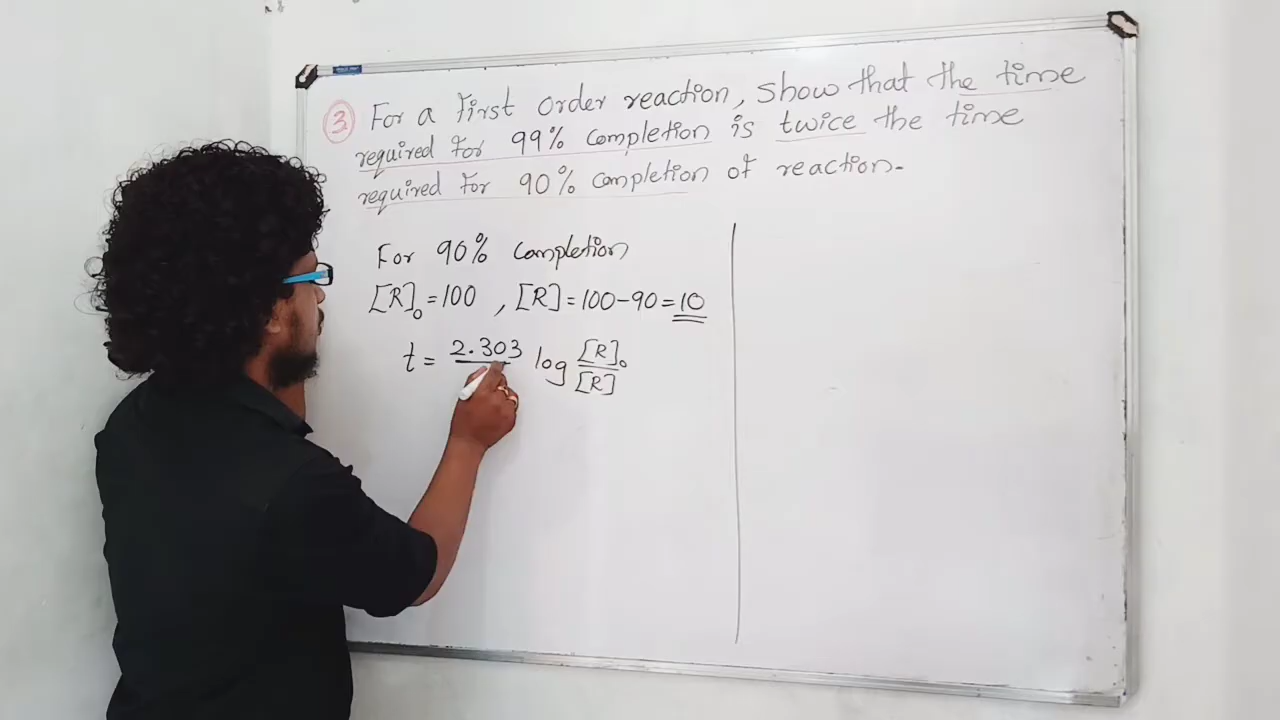 3 For a First Order reaction, show that the time
required for 99% Completion is twice the time
required for 90% completion of reaction.
For 90% Completion
[R]₀ = 100 , [R] = 100-90 = 10
t = 2.303/ log [R]₀/[R]